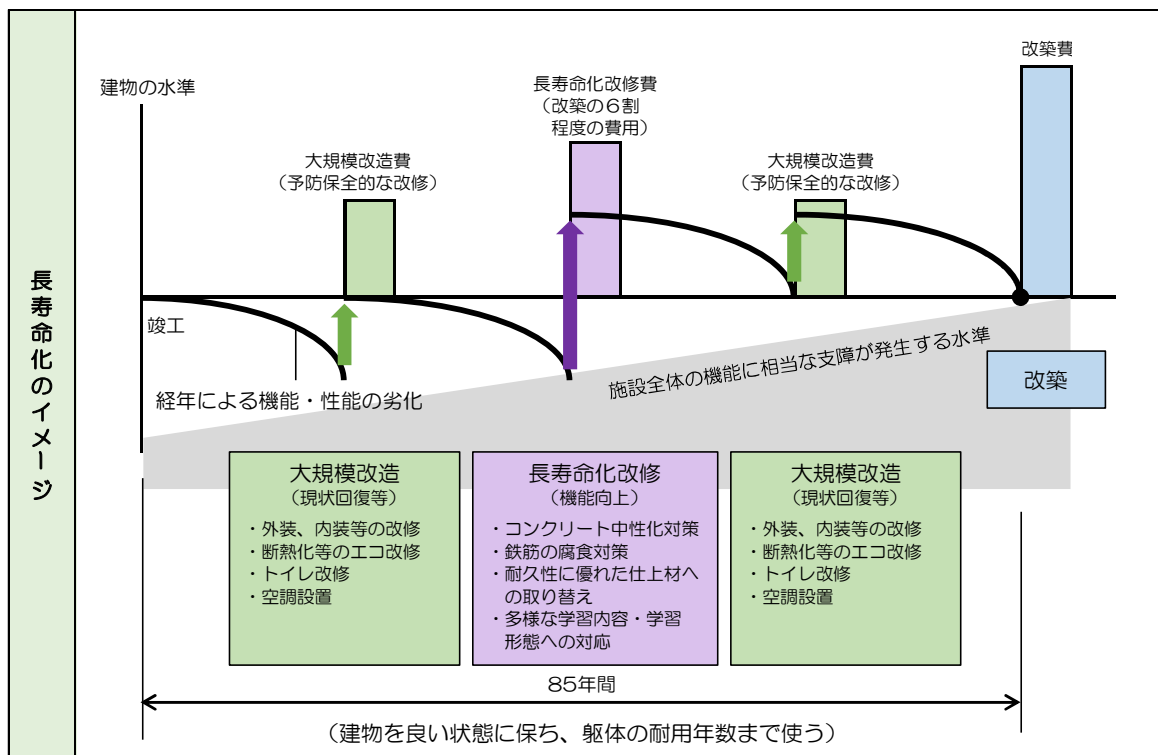 長寿命化のイメージ
建物の水準
改築費
長寿命化改修費
（改築の６割
程度の費用）
大規模改造費
（予防保全的な改修）
大規模改造費
（予防保全的な改修）
竣工
経年による機能・性能の劣化
施設全体の機能に相当な支障が発生する水準
改築
大規模改造
（現状回復等）
・外装、内装等の改修
・断熱化等のエコ改修
・トイレ改修
・空調設置
長寿命化改修
（機能向上）
・コンクリート中性化対策
・鉄筋の腐食対策
・耐久性に優れた仕上材へ
の取り替え
・多様な学習内容・学習
形態への対応
大規模改造
（現状回復等）
・外装、内装等の改修
・断熱化等のエコ改修
・トイレ改修
・空調設置
85年間
（建物を良い状態に保ち、躯体の耐用年数まで使う）